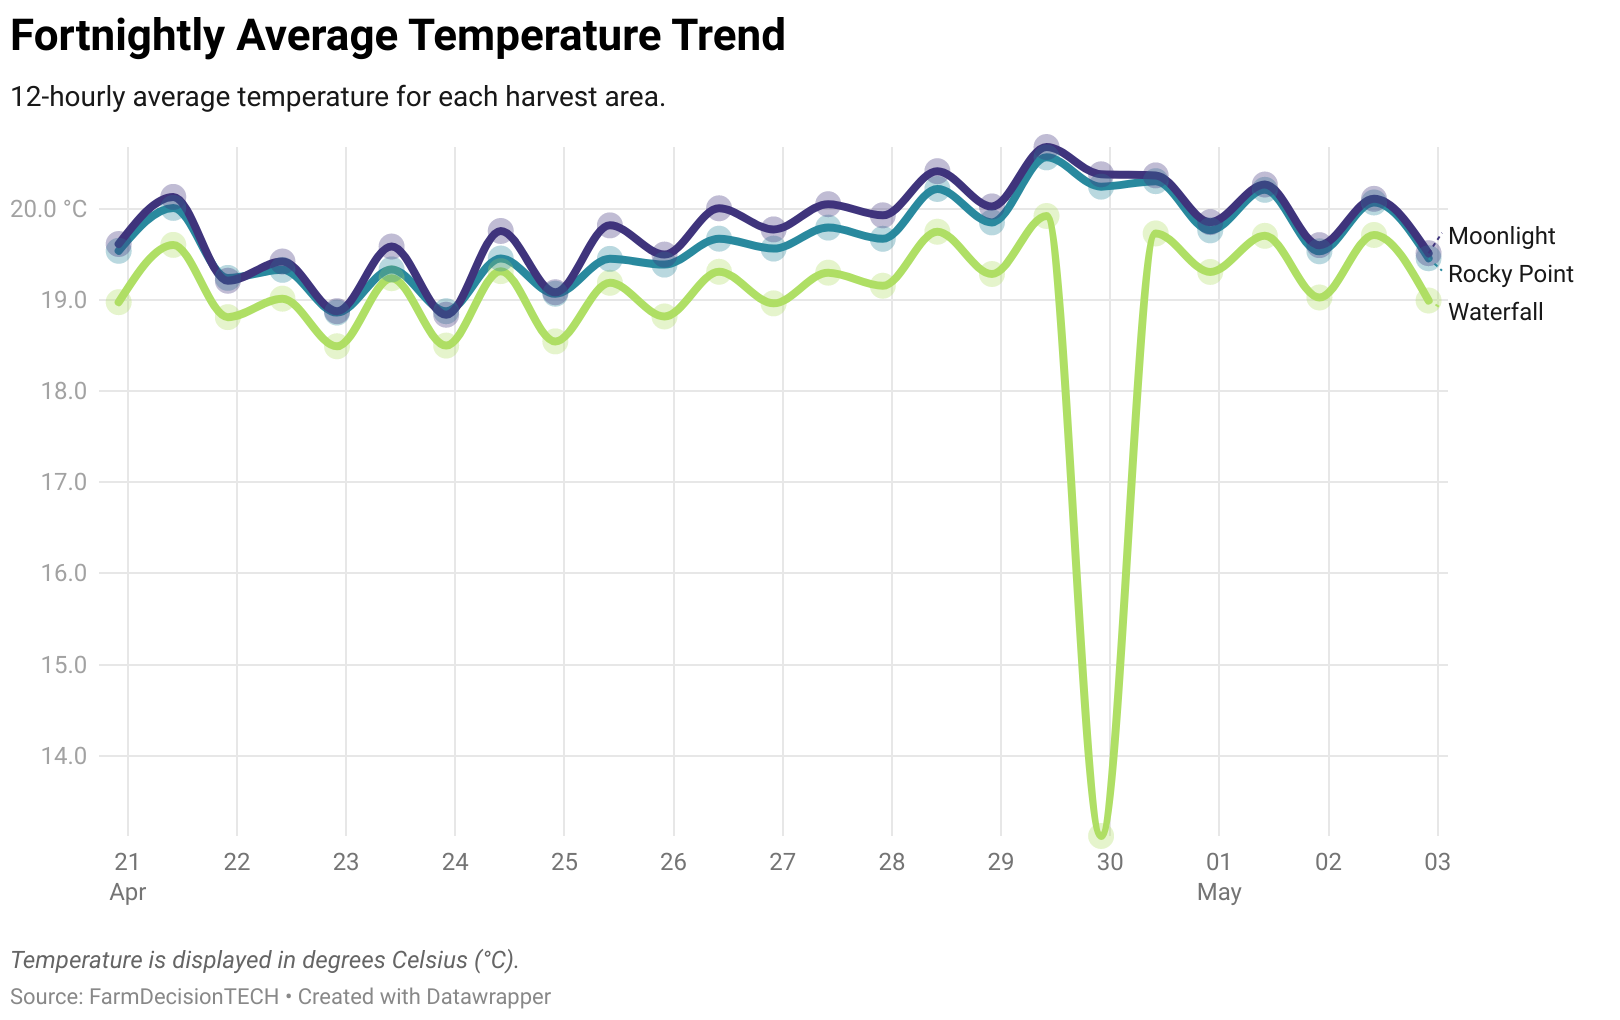 Fortnightly Average Temperature Trend
12-hourly average temperature for each harvest area.
20.0 °C
19.0
18.0
17.0
16.0
15.0
14.0
Moonlight
Rocky Point
Waterfall
21 22 23 24 25 26 27 28 29 30 01 02 03
Apr May
Temperature is displayed in degrees Celsius (°C).
Source: FarmDecisionTECH • Created with Datawrapper